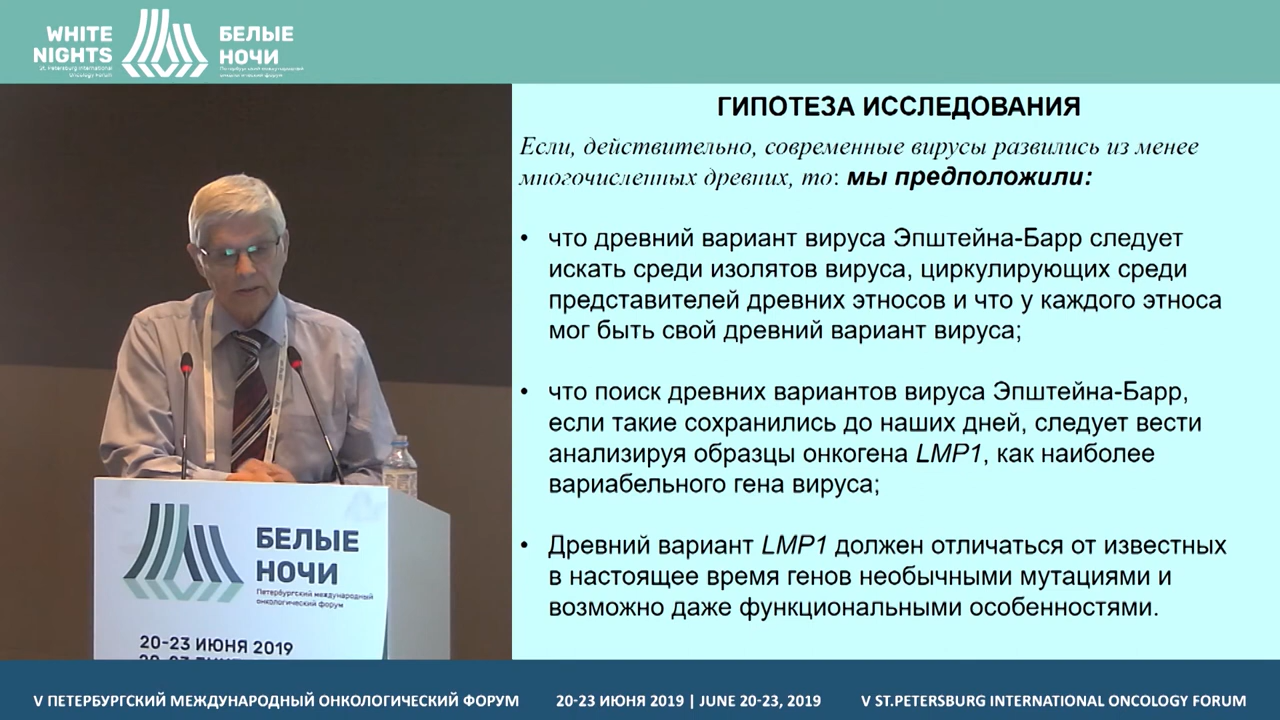 WHITE
NIGHTS
St. Petersburg International
Oncology Forum
БЕЛЫЕ
НОЧИ
Петербургский международный
онкологический форум
ГИПОТЕЗА ИССЛЕДОВАНИЯ
Если, действительно, современные вирусы развились из менее
многочисленных древних, то: мы предположили:
• что древний вариант вируса Эпштейна-Барр следует
искать среди изолятов вируса, циркулирующих среди
представителей древних этносов и что у каждого этноса
мог быть свой древний вариант вируса;
• что поиск древних вариантов вируса Эпштейна-Барр,
если такие сохранились до наших дней, следует вести
анализируя образцы онкогена LMP1, как наиболее
вариабельного гена вируса;
• Древний вариант LMP1 должен отличаться от известных
в настоящее время генов необычными мутациями и
возможно даже функциональными особенностями.
БЕЛЫЕ
НОЧИ
Петербургский международный
онкологический форум
20-23 ИЮНЯ 2019
V ПЕТЕРБУРГСКИЙ МЕЖДУНАРОДНЫЙ ОНКОЛОГИЧЕСКИЙ ФОРУМ 20-23 ИЮНЯ 2019 | JUNE 20-23, 2019 V ST.PETERSBURG INTERNATIONAL ONCOLOGY FORUM